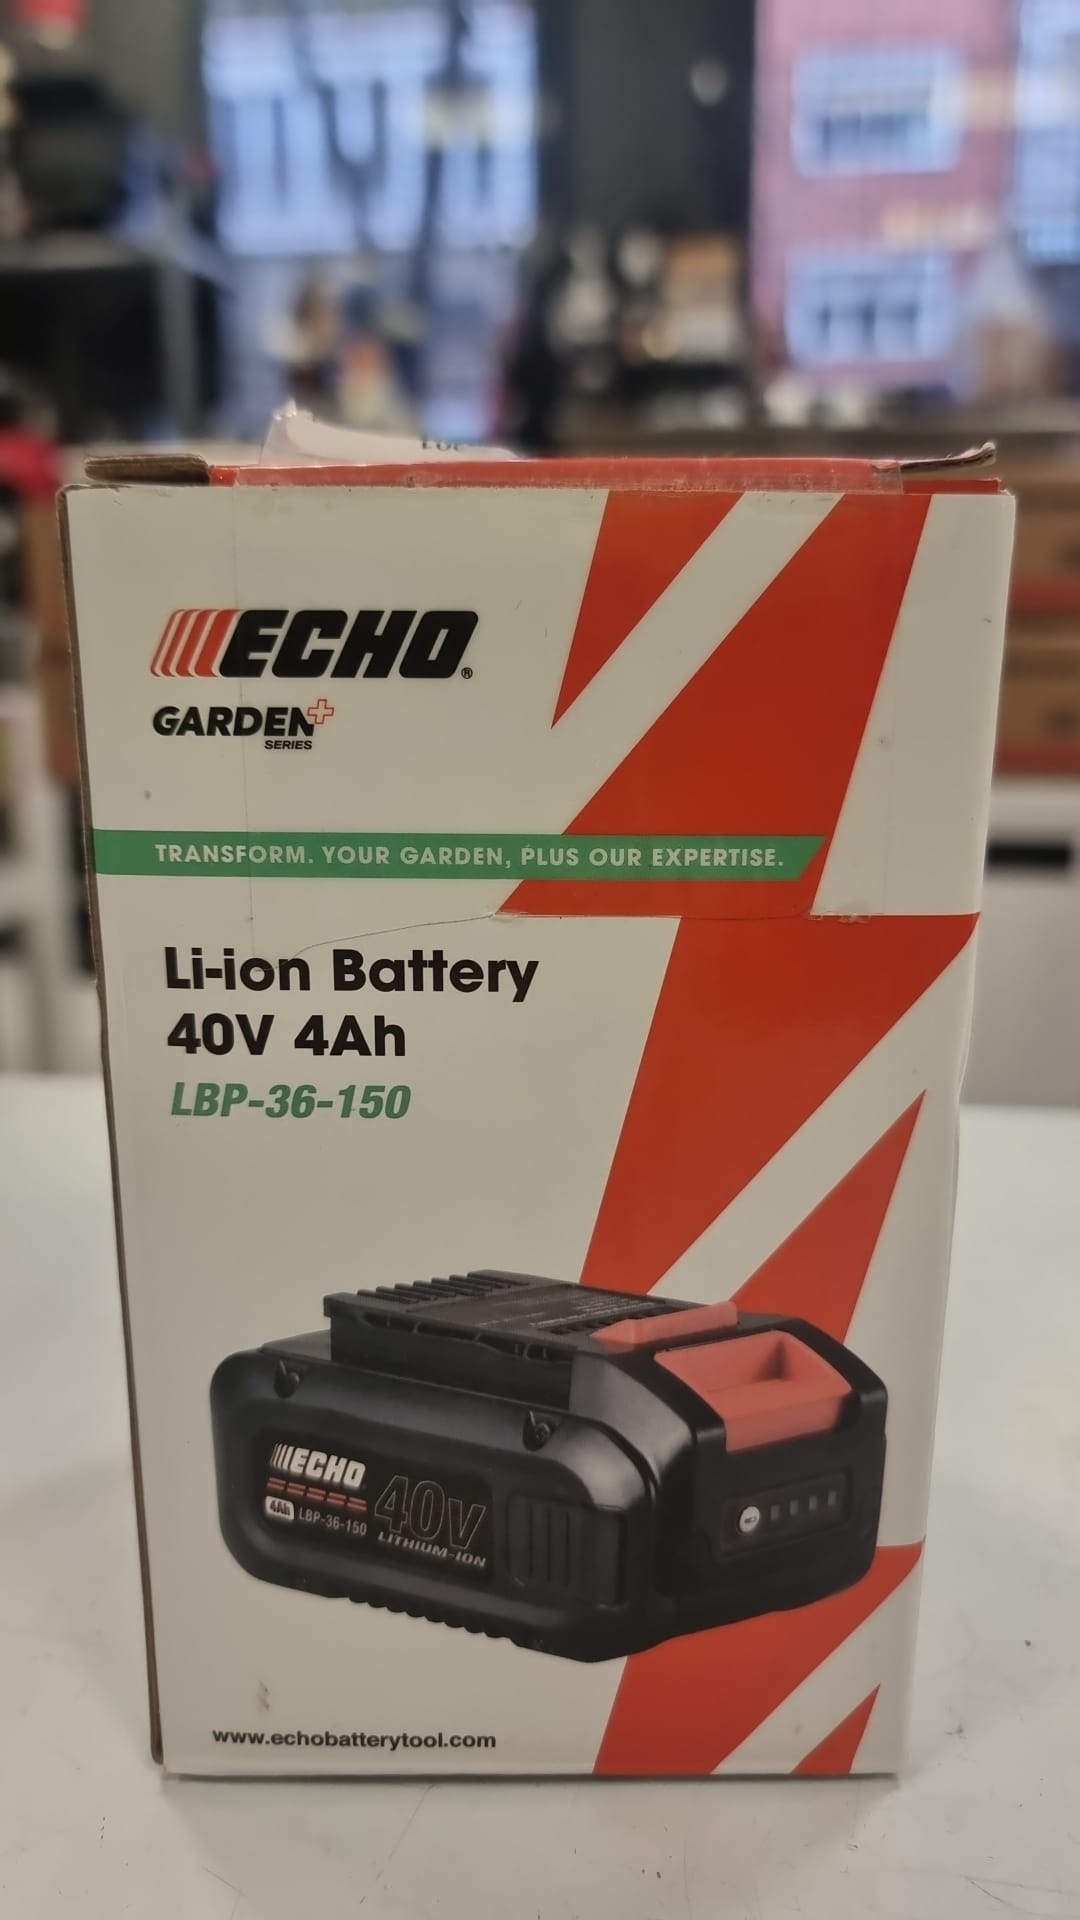 ECHO®
GARDEN+
SERIES
TRANSFORM. YOUR GARDEN, PLUS OUR EXPERTISE.
Li-ion Battery
40V 4Ah
LBP-36-150
ECHO
4Ah LBP-36-150
40V
LITHIUM-ION
www.echobatterytool.com